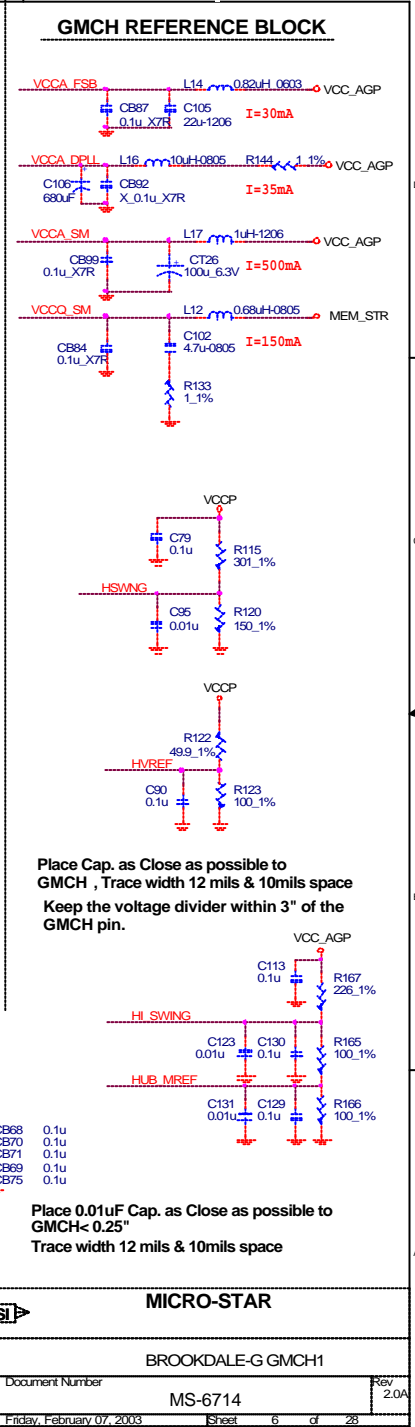 GMCH REFERENCE BLOCK
VCCA_FSB
L14
0.82uH_0603
VCC_AGP
CB87
0.1u_X7R
C105
22u-1206
I=30mA
VCCA_DPLL
L16
10uH-0805
R144
1_1%
VCC_AGP
C106
680uF
CB92
X_0.1u_X7R
I=35mA
VCCA_SM
L17
1uH-1206
VCC_AGP
CB99
0.1u_X7R
CT26
100u_6.3V
I=500mA
VCCQ_SM
L12
0.68uH-0805
MEM_STR
CB84
0.1u_X7R
C102
4.7u-0805
I=150mA
R133
1_1%
VCCP
C79
0.1u
R115
301_1%
HSWNG
C95
0.01u
R120
150_1%
VCCP
R122
49.9_1%
HVREF
C90
0.1u
R123
100_1%
Place Cap. as Close as possible to
GMCH , Trace width 12 mils & 10mils space
Keep the voltage divider within 3" of the
GMCH pin.
VCC_AGP
C113
0.1u
R167
226_1%
HI_SWING
C123
0.01u
C130
0.1u
R165
100_1%
HUB_MREF
C131
0.01u
C129
0.1u
R166
100_1%
CB68 0.1u
CB70 0.1u
CB71 0.1u
CB69 0.1u
CB75 0.1u
Place 0.01uF Cap. as Close as possible to
GMCH< 0.25"
Trace width 12 mils & 10mils space
MICRO-STAR
BROOKDALE-G GMCH1
Document Number
MS-6714
Rev
2.0A
Friday, February 07, 2003
Sheet 6 of 28